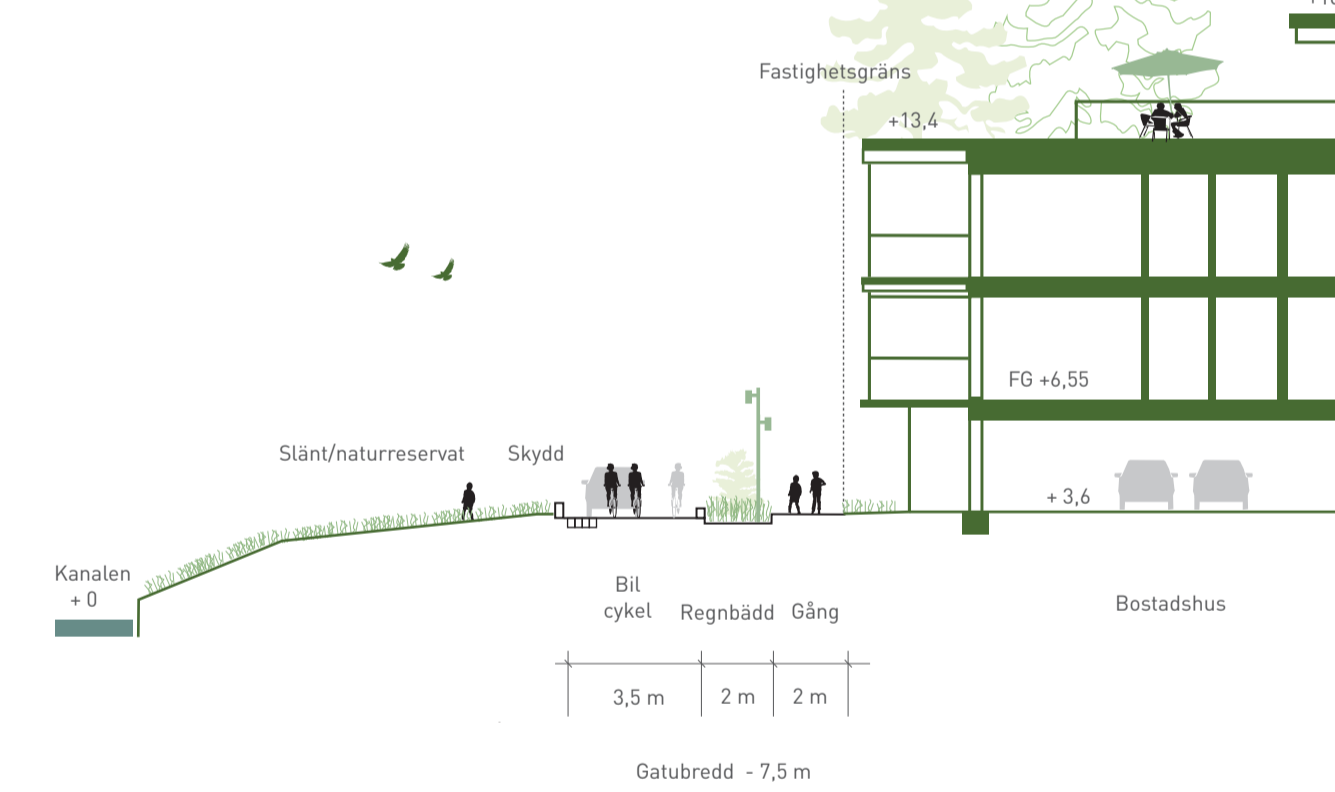 Fastighetsgräns
+13,4
FG +6,55
Slänt/naturreservat
Skydd
+ 3,6
Kanalen
+ 0
Bil
cykel
Regnbädd
Gång
Bostadshus
3,5 m
2 m
2 m
Gatubredd - 7,5 m